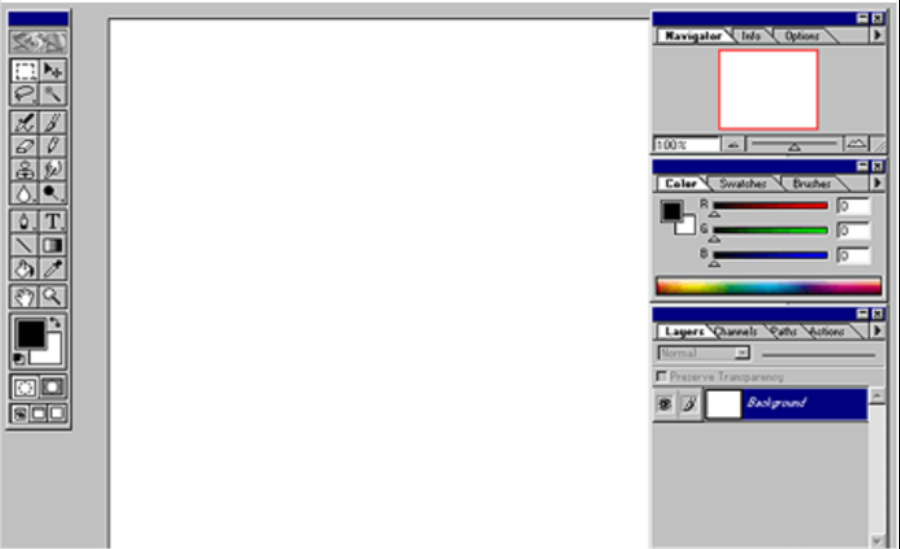 Navigator Info Options
100%
Color Swatches Brushes
R 0
G 0
B 0
Layers Channels Paths Actions
Normal
Preserve Transparency
Background
T